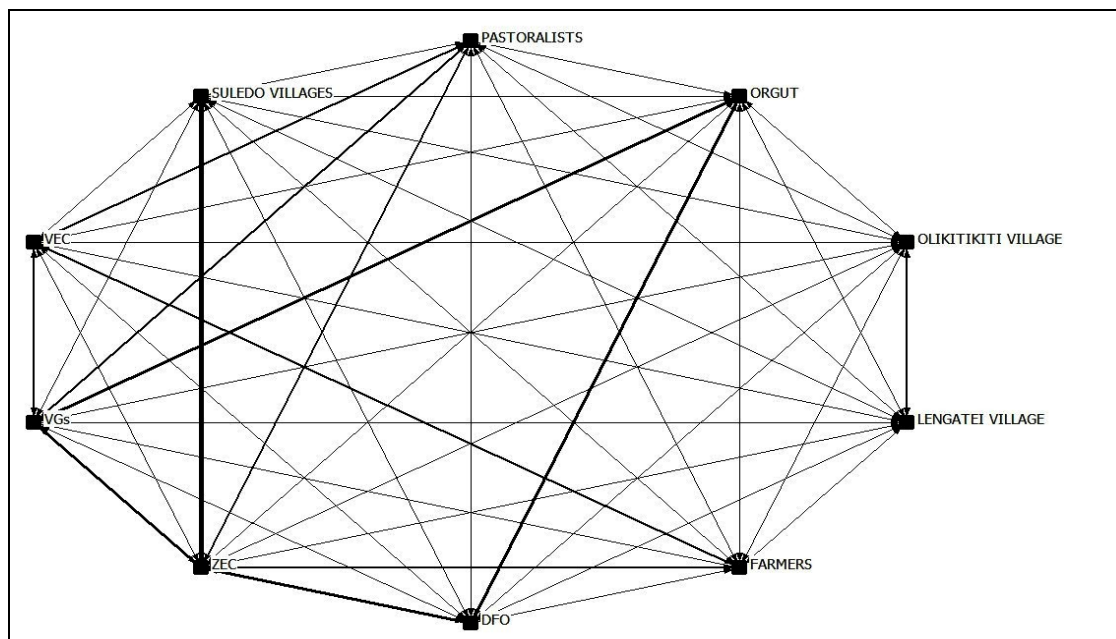 PASTORALISTS
SULEDO VILLAGES
ORGUT
VEC
OLIKITIKITI VILLAGE
VGs
LENGATEI VILLAGE
ZEC
FARMERS
DFO